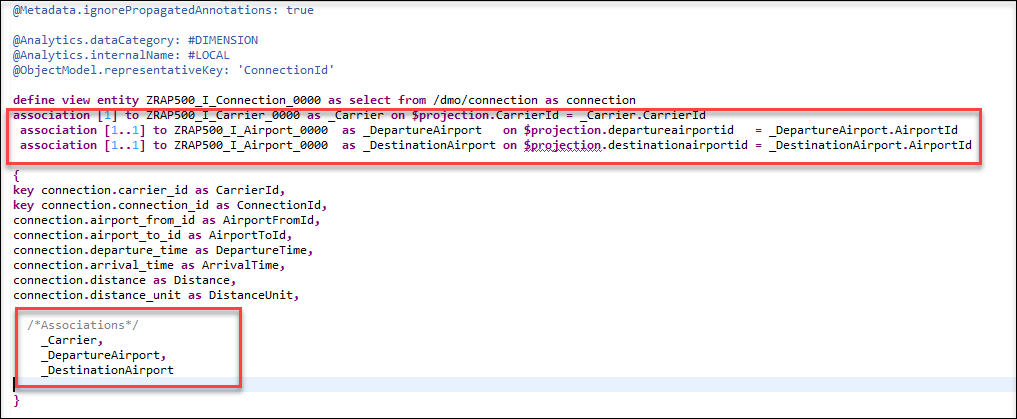 @Metadata.ignorePropagatedAnnotations: true
@Analytics.dataCategory: #DIMENSION
@Analytics.internalName: #LOCAL
@ObjectModel.representativeKey: 'ConnectionId'
define view entity ZRAP500_I_Connection_0000 as select from /dmo/connection as connection
association [1] to ZRAP500_I_Carrier_0000 as _Carrier on $projection.CarrierId = _Carrier.CarrierId
association [1..1] to ZRAP500_I_Airport_0000 as _DepartureAirport on $projection.departureairportid = _DepartureAirport.AirportId
association [1..1] to ZRAP500_I_Airport_0000 as _DestinationAirport on $projection.destinationairportid = _DestinationAirport.AirportId
{
key connection.carrier_id as CarrierId,
key connection.connection_id as ConnectionId,
connection.airport_from_id as AirportFromId,
connection.airport_to_id as AirportToId,
connection.departure_time as DepartureTime,
connection.arrival_time as ArrivalTime,
connection.distance as Distance,
connection.distance_unit as DistanceUnit,
/*Associations*/
_Carrier,
_DepartureAirport,
_DestinationAirport
}